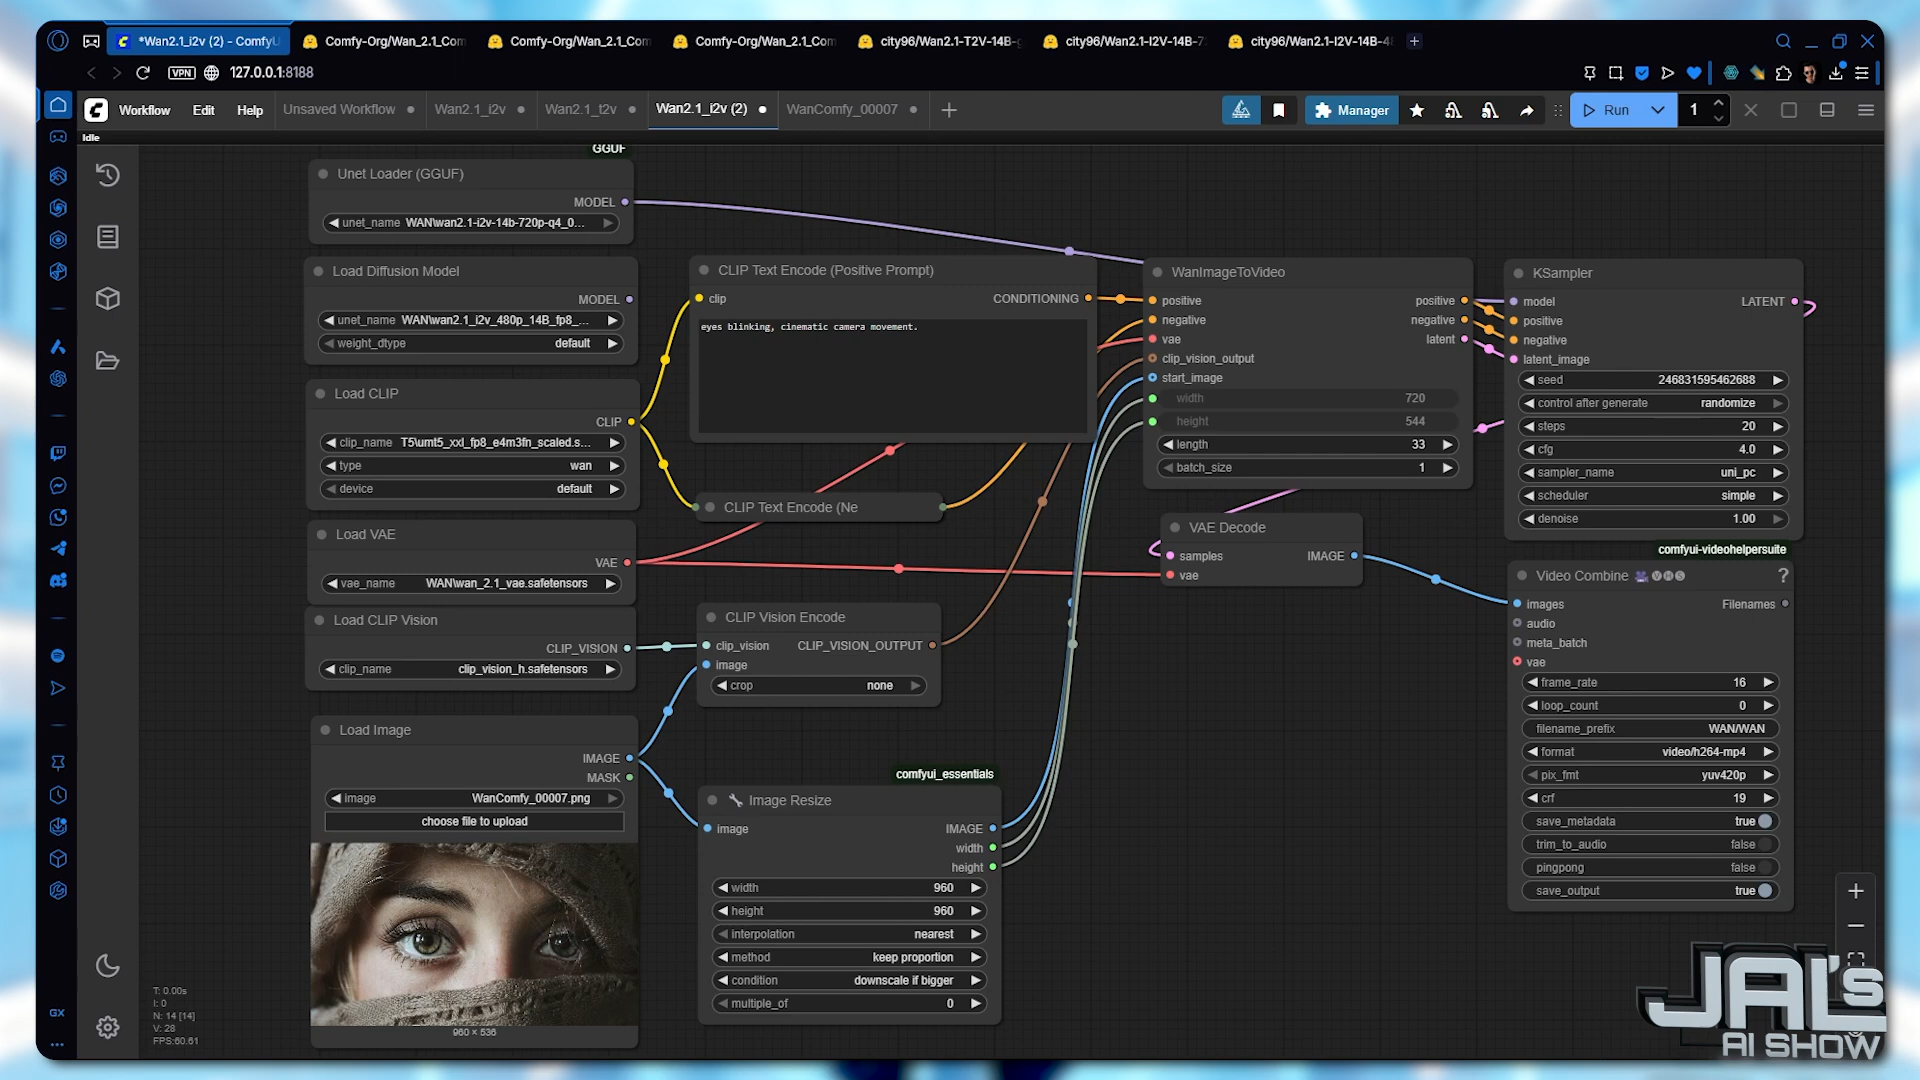 *Wan2.1_i2v (2) - ComfyU
Comfy-Org/Wan_2.1_Com
Comfy-Org/Wan_2.1_Com
Comfy-Org/Wan_2.1_Com
city96/Wan2.1-T2V-14B-g
city96/Wan2.1-I2V-14B-7
city96/Wan2.1-I2V-14B-4
VPN 127.0.0.1:8188
Workflow Edit Help Unsaved Workflow Wan2.1_i2v Wan2.1_t2v Wan2.1_i2v (2) WanComfy_00007
Manager Run 1
Idle
GGUF
Unet Loader (GGUF)
MODEL
unet_name WAN\wan2.1-i2v-14b-720p-q4_0...
Load Diffusion Model
MODEL
unet_name WAN\wan2.1_i2v_480p_14B_fp8_...
weight_dtype default
Load CLIP
CLIP
clip_name T5\umt5_xxl_fp8_e4m3fn_scaled.s...
type wan
device default
Load VAE
VAE
vae_name WAN\wan_2.1_vae.safetensors
Load CLIP Vision
CLIP_VISION
clip_name clip_vision_h.safetensors
Load Image
IMAGE
MASK
image WanComfy_00007.png
choose file to upload
960 × 536
CLIP Text Encode (Positive Prompt)
clip CONDITIONING
eyes blinking, cinematic camera movement.
CLIP Text Encode (Ne
CLIP Vision Encode
clip_vision CLIP_VISION_OUTPUT
image
crop none
comfyui_essentials
Image Resize
image IMAGE
width
height
width 960
height 960
interpolation nearest
method keep proportion
condition downscale if bigger
multiple_of 0
WanImageToVideo
positive positive
negative negative
vae latent
clip_vision_output
start_image
width 720
height 544
length 33
batch_size 1
VAE Decode
samples IMAGE
vae
KSampler
model LATENT
positive
negative
latent_image
seed 246831595462688
control after generate randomize
steps 20
cfg 4.0
sampler_name uni_pc
scheduler simple
denoise 1.00
comfyui-videohelpersuite
Video Combine VHS ?
images Filenames
audio
meta_batch
vae
frame_rate 16
loop_count 0
filename_prefix WAN/WAN
format video/h264-mp4
pix_fmt yuv420p
crf 19
save_metadata true
trim_to_audio false
pingpong false
save_output true
T: 0.00s
I: 0
N: 14 [14]
V: 28
FPS:60.61
GX
JAL's
AI SHOW